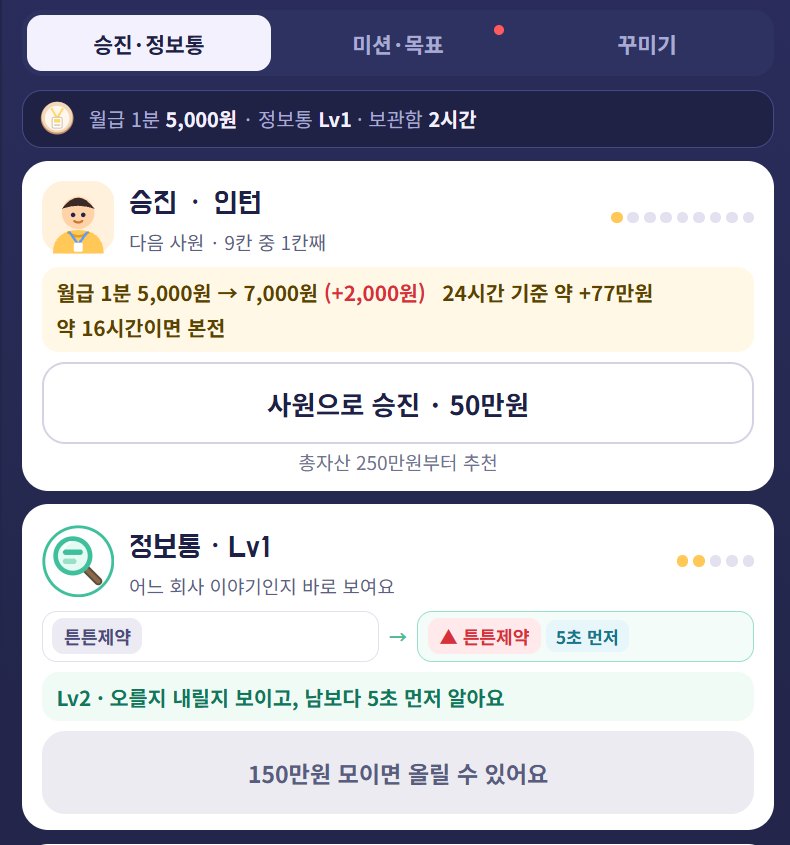 승진·정보통
미션·목표
꾸미기
월급 1분 5,000원 · 정보통 Lv1 · 보관함 2시간
승진 · 인턴
다음 사원 · 9칸 중 1칸째
월급 1분 5,000원 → 7,000원 (+2,000원) 24시간 기준 약 +77만원
약 16시간이면 본전
사원으로 승진 · 50만원
총자산 250만원부터 추천
정보통 · Lv1
어느 회사 이야기인지 바로 보여요
튼튼제약 → ▲ 튼튼제약 5초 먼저
Lv2 · 오를지 내릴지 보이고, 남보다 5초 먼저 알아요
150만원 모이면 올릴 수 있어요